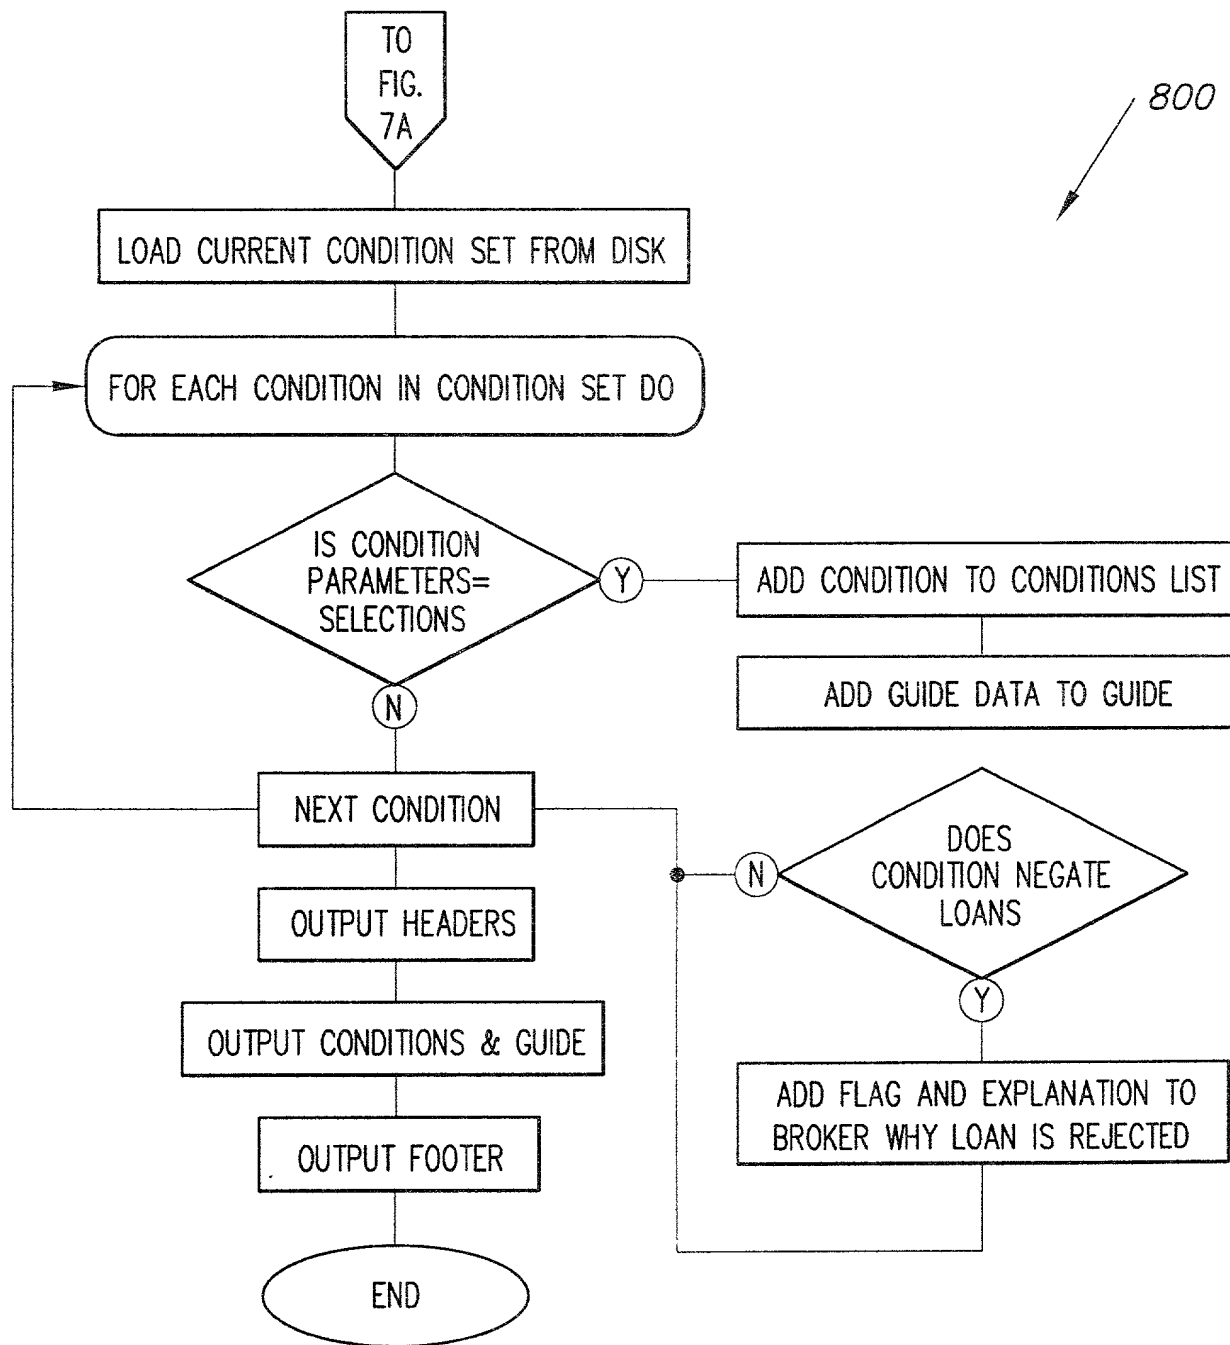 TO
FIG.
7A
800
LOAD CURRENT CONDITION SET FROM DISK
FOR EACH CONDITION IN CONDITION SET DO
IS CONDITION
PARAMETERS=
SELECTIONS
Y
ADD CONDITION TO CONDITIONS LIST
ADD GUIDE DATA TO GUIDE
N
NEXT CONDITION
DOES
CONDITION NEGATE
LOANS
N
Y
OUTPUT HEADERS
OUTPUT CONDITIONS & GUIDE
ADD FLAG AND EXPLANATION TO
BROKER WHY LOAN IS REJECTED
OUTPUT FOOTER
END